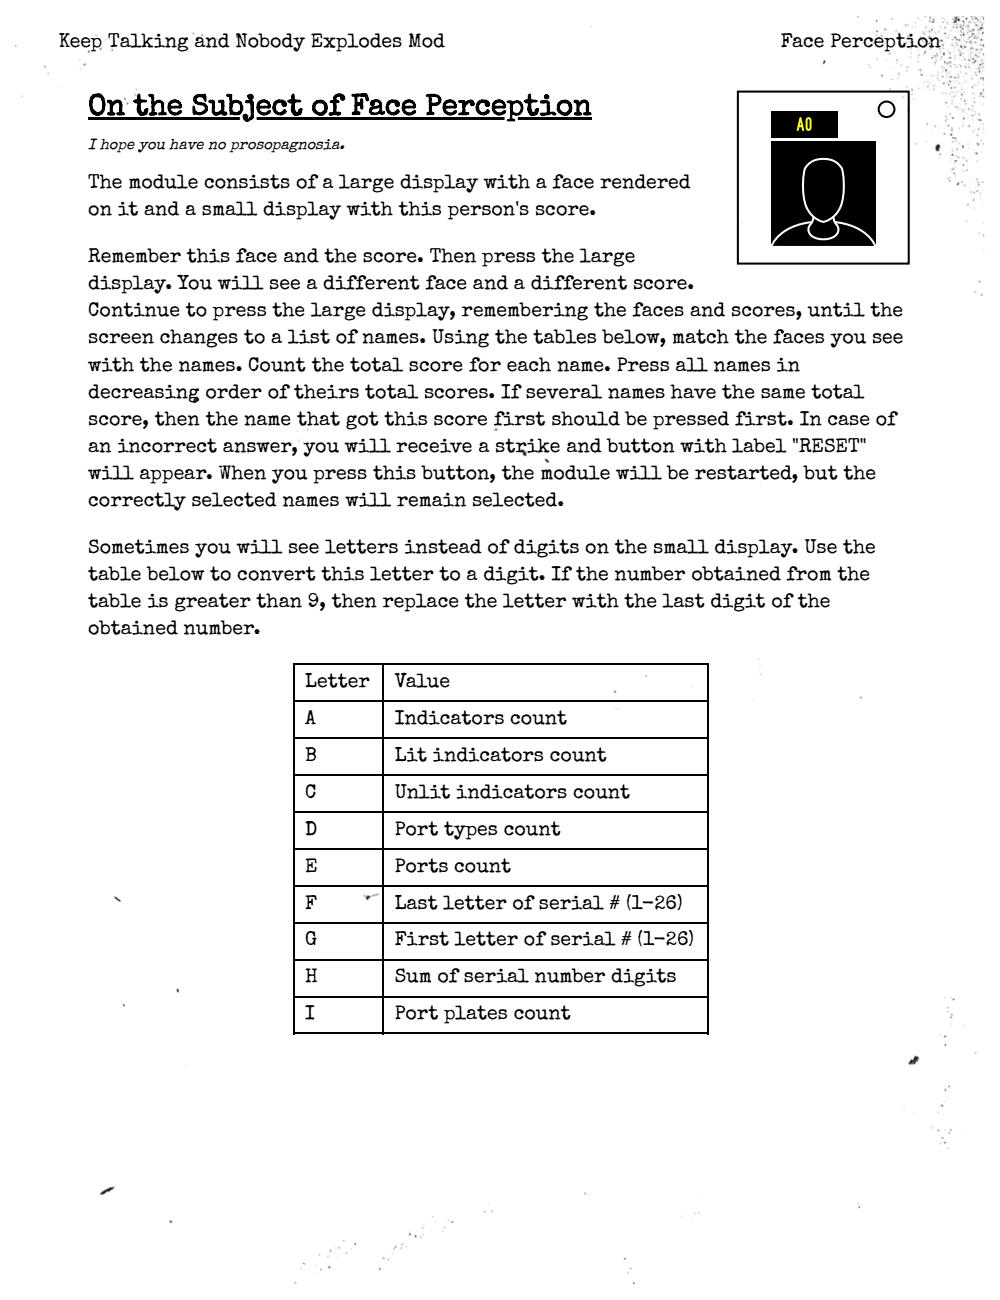 Keep Talking and Nobody Explodes Mod
Face Perception
On the Subject of Face Perception
I hope you have no prosopagnosia.
A0
The module consists of a large display with a face rendered
on it and a small display with this person's score.
Remember this face and the score. Then press the large
display. You will see a different face and a different score.
Continue to press the large display, remembering the faces and scores, until the
screen changes to a list of names. Using the tables below, match the faces you see
with the names. Count the total score for each name. Press all names in
decreasing order of theirs total scores. If several names have the same total
score, then the name that got this score first should be pressed first. In case of
an incorrect answer, you will receive a strike and button with label "RESET"
will appear. When you press this button, the module will be restarted, but the
correctly selected names will remain selected.
Sometimes you will see letters instead of digits on the small display. Use the
table below to convert this letter to a digit. If the number obtained from the
table is greater than 9, then replace the letter with the last digit of the
obtained number.
Letter Value
A Indicators count
B Lit indicators count
C Unlit indicators count
D Port types count
E Ports count
F Last letter of serial # (1-26)
G First letter of serial # (1-26)
H Sum of serial number digits
I Port plates count